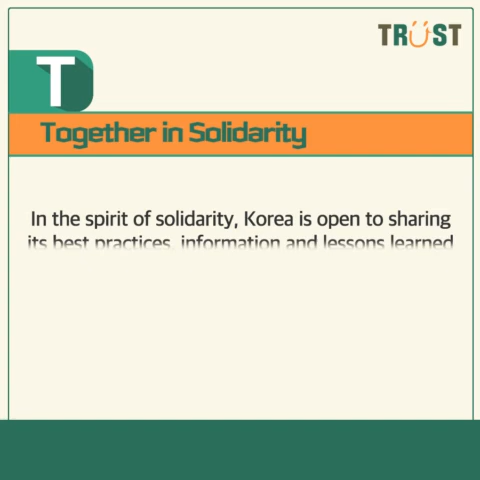 TRUST
T
Together in Solidarity
In the spirit of solidarity, Korea is open to sharing
its best practices, information and lessons learned